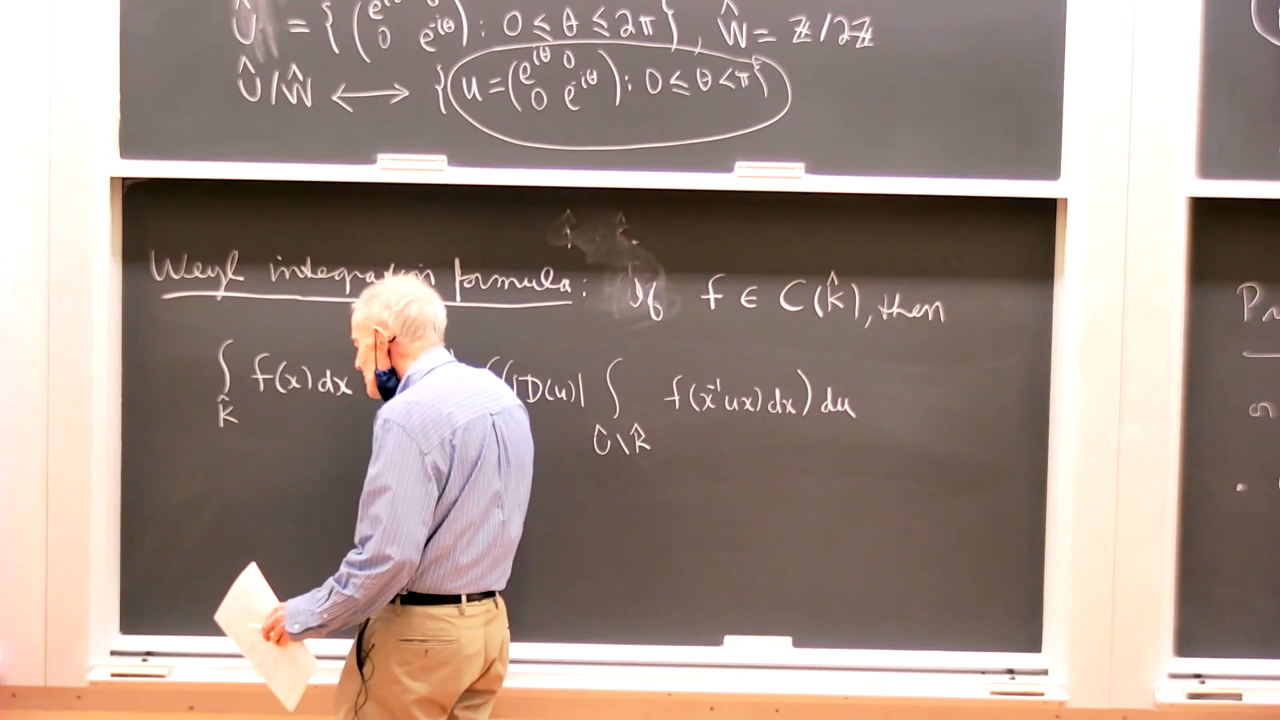 Û = {(e^{iθ} 0; 0 e^{-iθ}) : 0 ≤ θ ≤ 2π}, Ŵ = ℤ/2ℤ
Û/Ŵ ⟷ {u = (e^{iθ} 0; 0 e^{-iθ}) : 0 ≤ θ < π}
Weyl integration formula: If f ∈ C(K̂), then
∫_{K̂} f(x)dx (|D(u)| ∫_{Û\K̂} f(x⁻¹ux)dx) du